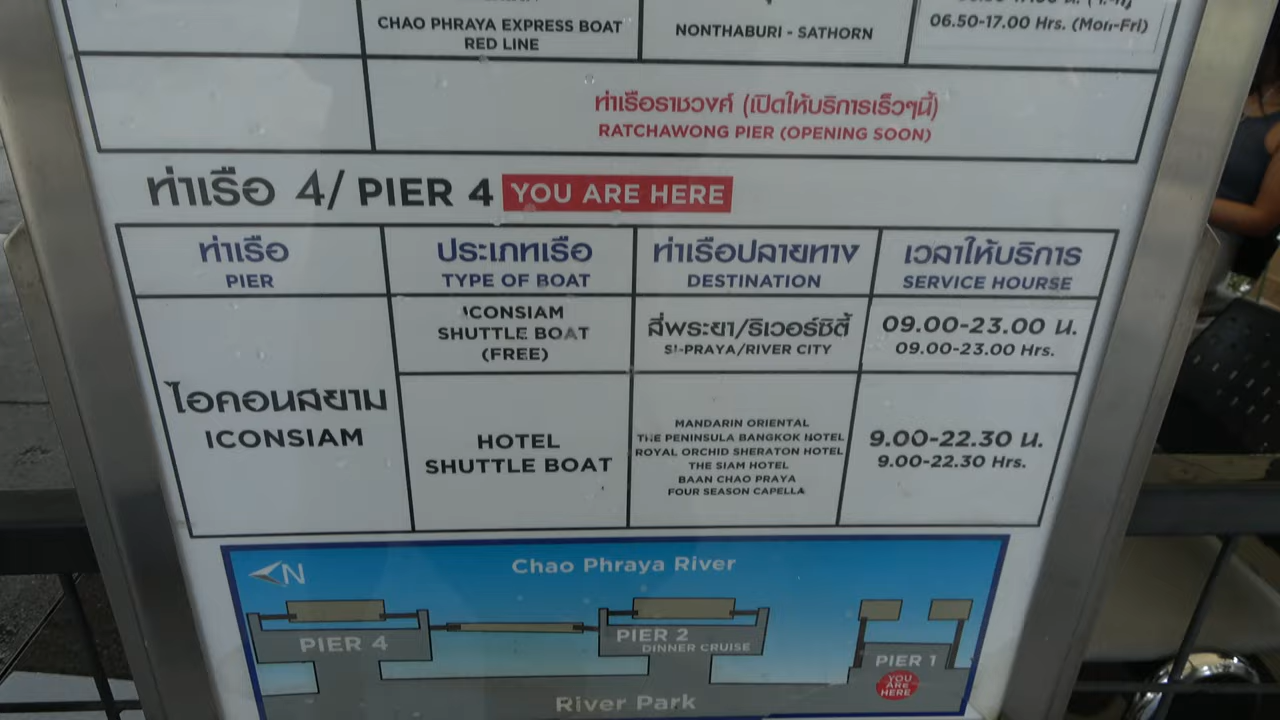 CHAO PHRAYA EXPRESS BOAT
RED LINE
NONTHABURI - SATHORN
06.50-17.00 Hrs. (Mon-Fri)
ท่าเรือราชวงศ์ (เปิดให้บริการเร็วๆนี้)
RATCHAWONG PIER (OPENING SOON)
ท่าเรือ 4/ PIER 4 YOU ARE HERE
ท่าเรือ
PIER
ประเภทเรือ
TYPE OF BOAT
ท่าเรือปลายทาง
DESTINATION
เวลาให้บริการ
SERVICE HOURSE
ไอคอนสยาม
ICONSIAM
ICONSIAM
SHUTTLE BOAT
(FREE)
สี่พระยา/ริเวอร์ซิตี้
SI-PRAYA/RIVER CITY
09.00-23.00 น.
09.00-23.00 Hrs.
HOTEL
SHUTTLE BOAT
MANDARIN ORIENTAL
THE PENINSULA BANGKOK HOTEL
ROYAL ORCHID SHERATON HOTEL
THE SIAM HOTEL
BAAN CHAO PRAYA
FOUR SEASON CAPELLA
9.00-22.30 น.
9.00-22.30 Hrs.
N
Chao Phraya River
PIER 4
PIER 2
DINNER CRUISE
PIER 1
YOU
ARE
HERE
River Park